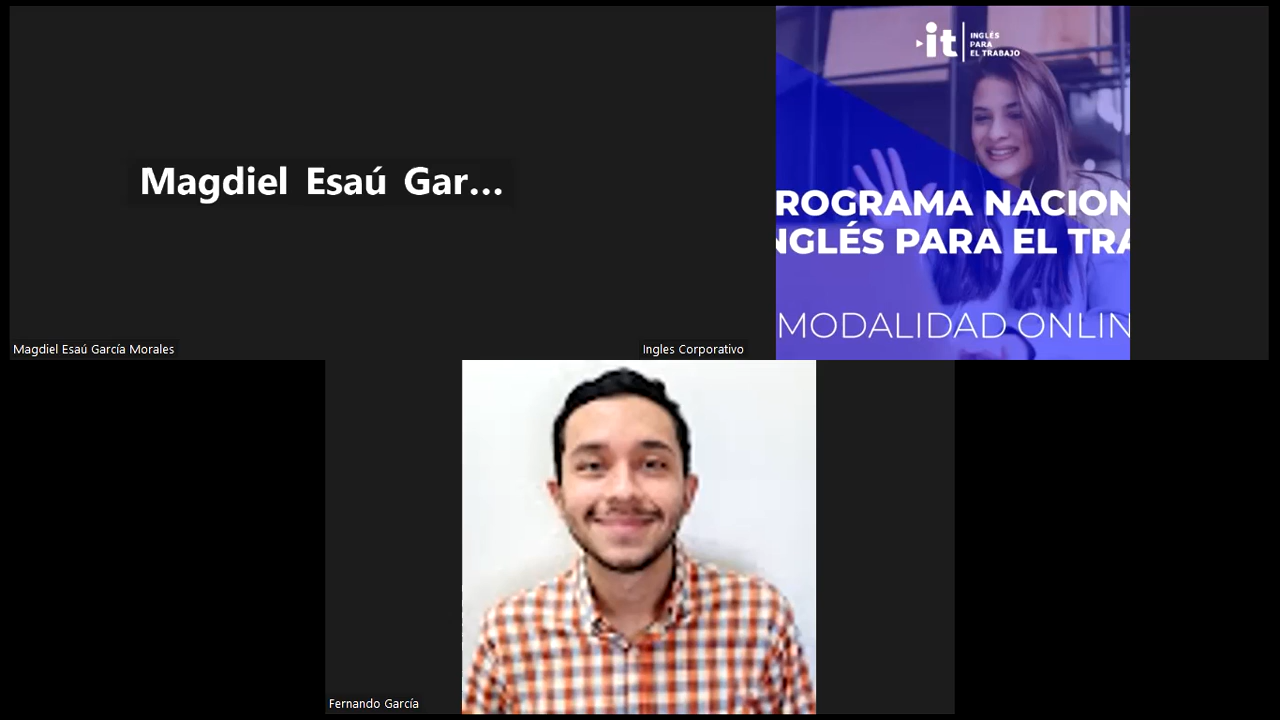 Magdiel Esaú Gar...
Magdiel Esaú García Morales
it
INGLÉS
PARA
EL TRABAJO
ROGRAMA NACION
NGLÉS PARA EL TRA
MODALIDAD ONLIN
Ingles Corporativo
Fernando García